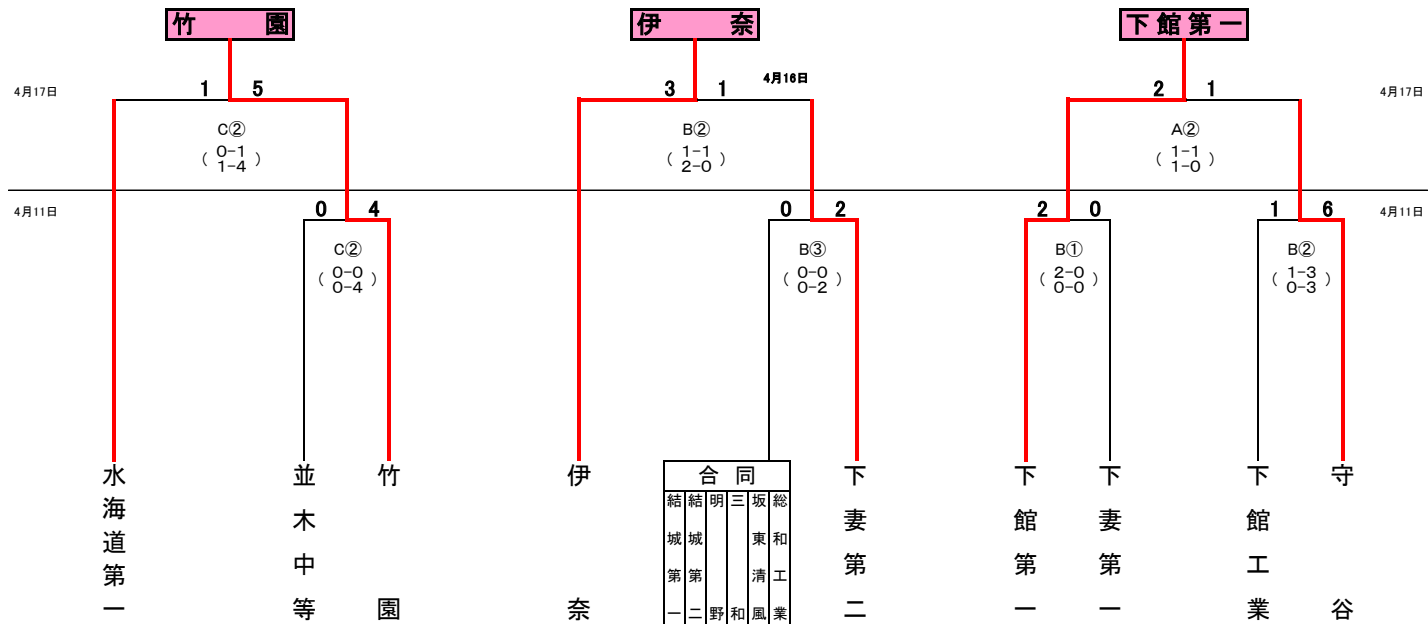 竹園
伊奈
下館第一
4月17日
1 5
3 1
4月16日
2 1
4月17日
C②
(0-1
1-4)
B②
(1-1
2-0)
A②
(1-1
1-0)
4月11日
0 4
0 2
2 0
1 6
4月11日
C②
(0-0
0-4)
B③
(0-0
0-2)
B①
(2-0
0-0)
B②
(1-3
0-3)
水海道第一
並木中等
竹園
伊奈
合同
結城第一
結城第二
明野
三和
坂東清風
総和工業
下妻第二
下館第一
下妻第一
下館工業
守谷